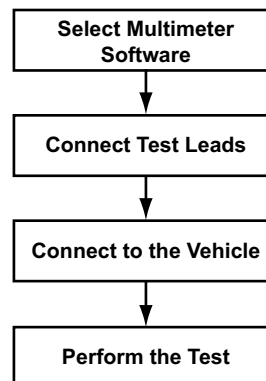 Select Multimeter
Software
Connect Test Leads
Connect to the Vehicle
Perform the Test